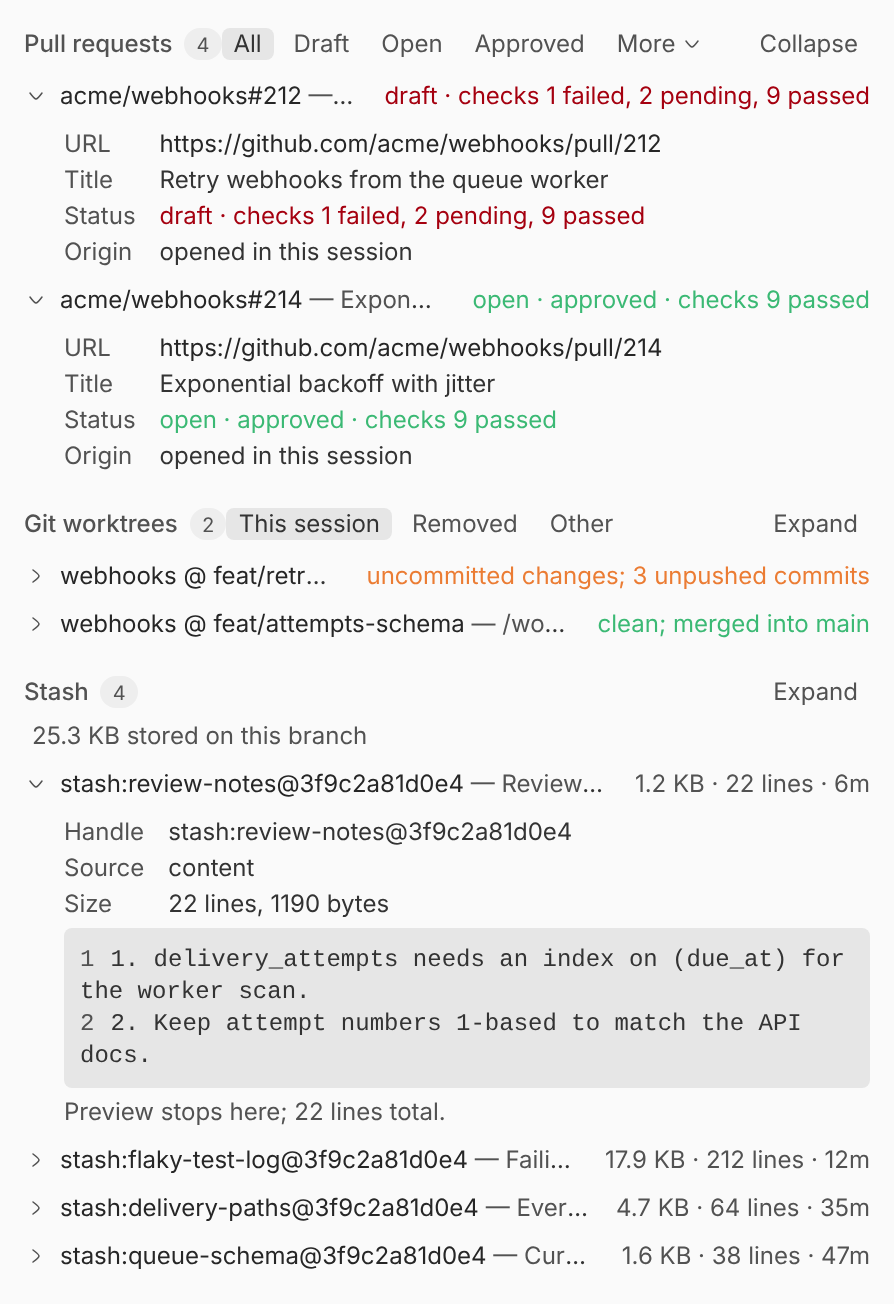 Pull requests 4 All Draft Open Approved More Collapse
acme/webhooks#212 —... draft · checks 1 failed, 2 pending, 9 passed
URL https://github.com/acme/webhooks/pull/212
Title Retry webhooks from the queue worker
Status draft · checks 1 failed, 2 pending, 9 passed
Origin opened in this session
acme/webhooks#214 — Expon... open · approved · checks 9 passed
URL https://github.com/acme/webhooks/pull/214
Title Exponential backoff with jitter
Status open · approved · checks 9 passed
Origin opened in this session
Git worktrees 2 This session Removed Other Expand
webhooks @ feat/retr... uncommitted changes; 3 unpushed commits
webhooks @ feat/attempts-schema — /wo... clean; merged into main
Stash 4 Expand
25.3 KB stored on this branch
stash:review-notes@3f9c2a81d0e4 — Review... 1.2 KB · 22 lines · 6m
Handle stash:review-notes@3f9c2a81d0e4
Source content
Size 22 lines, 1190 bytes
1 1. delivery_attempts needs an index on (due_at) for
the worker scan.
2 2. Keep attempt numbers 1-based to match the API
docs.
Preview stops here; 22 lines total.
stash:flaky-test-log@3f9c2a81d0e4 — Faili... 17.9 KB · 212 lines · 12m
stash:delivery-paths@3f9c2a81d0e4 — Ever... 4.7 KB · 64 lines · 35m
stash:queue-schema@3f9c2a81d0e4 — Cur... 1.6 KB · 38 lines · 47m